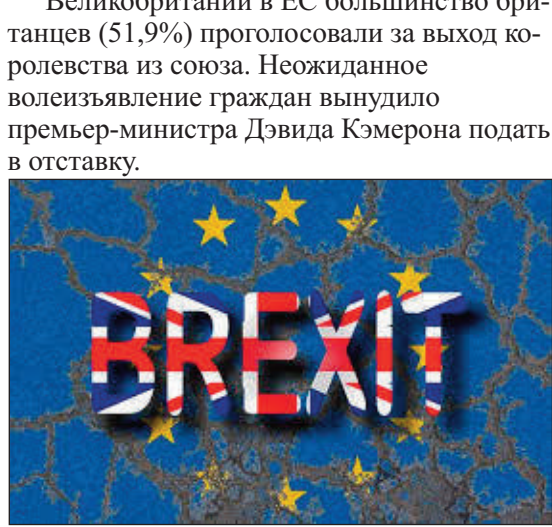 Великобритании в ЕС большинство бри-
танцев (51,9%) проголосовали за выход ко-
ролевства из союза. Неожиданное
волеизъявление граждан вынудило
премьер-министра Дэвида Кэмерона подать
в отставку.
BREXIT